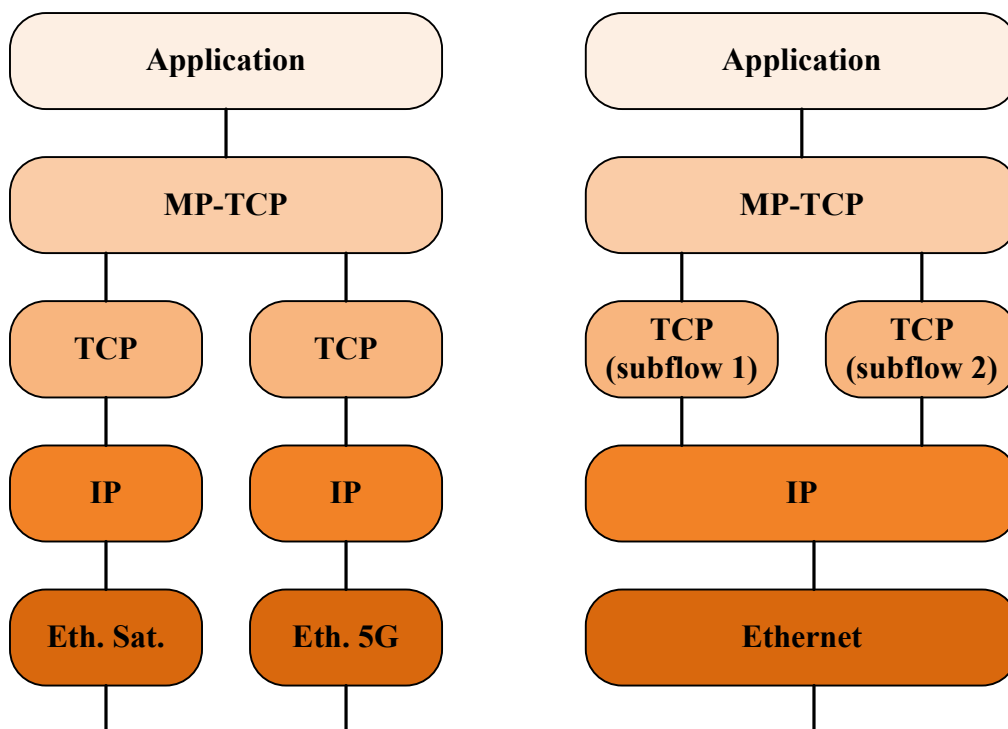 Application
MP-TCP
TCP
TCP
IP
IP
Eth. Sat.
Eth. 5G
Application
MP-TCP
TCP
(subflow 1)
TCP
(subflow 2)
IP
Ethernet